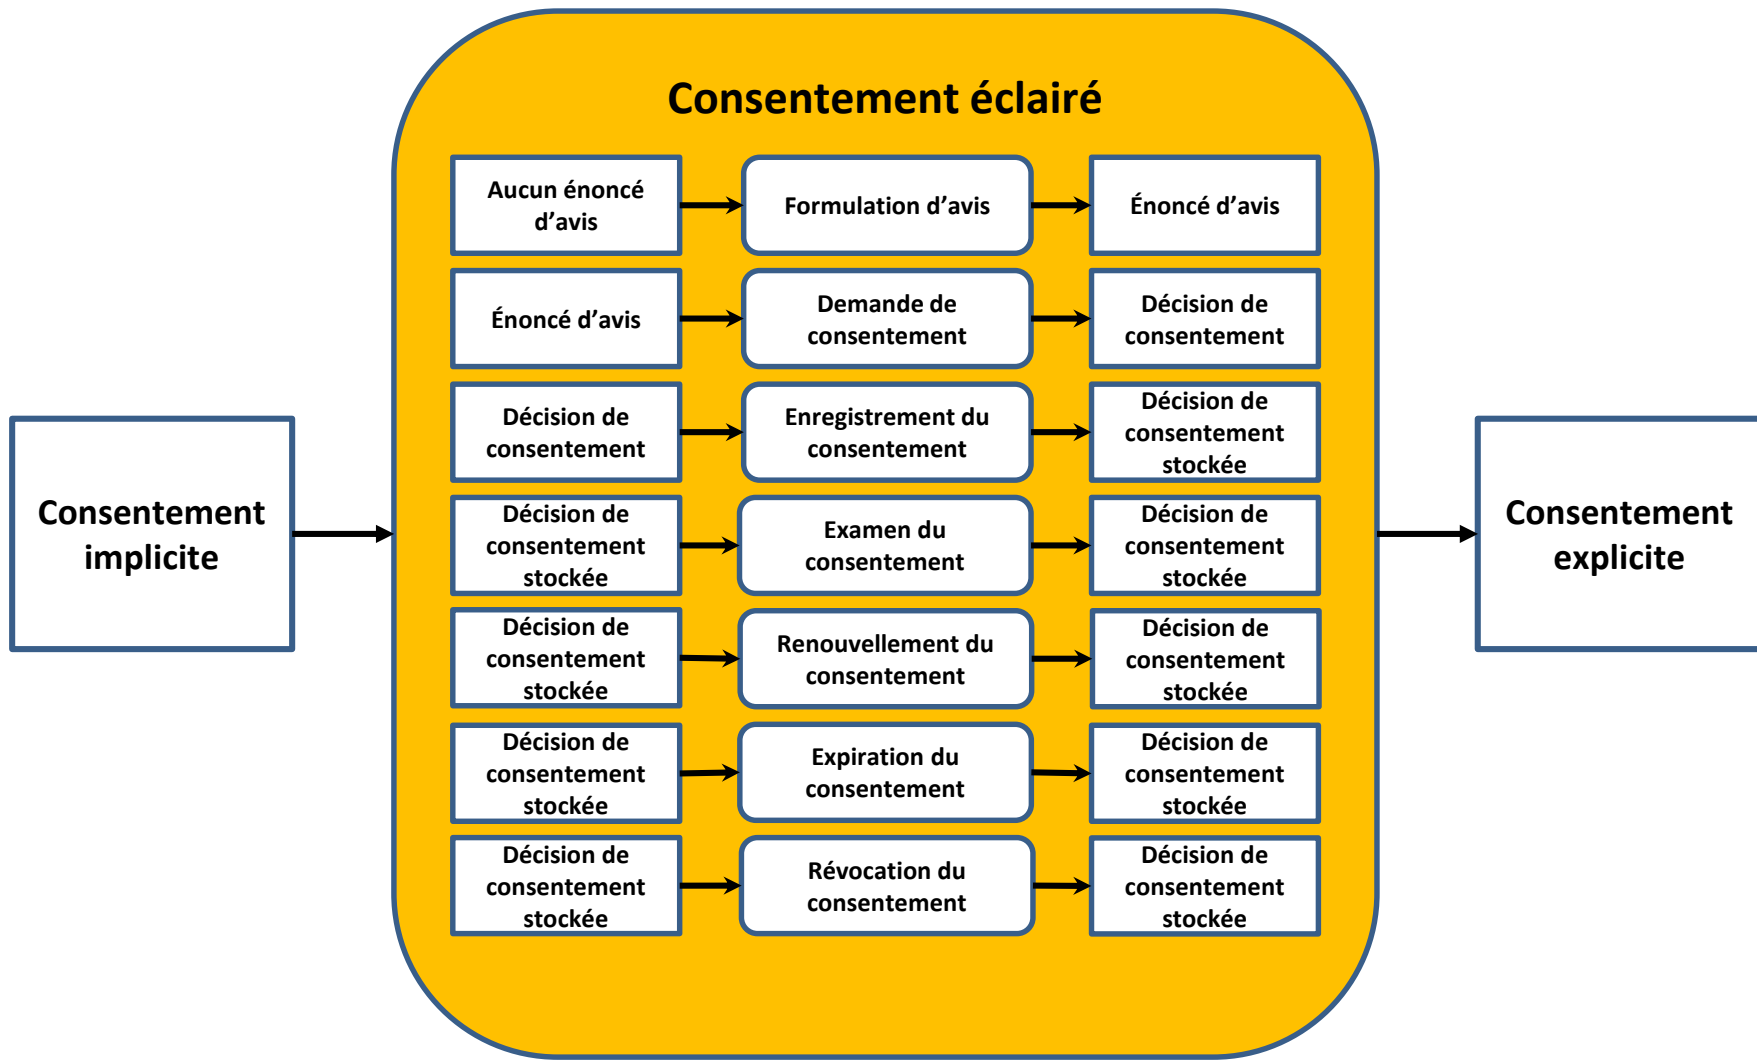 Consentement éclairé
Aucun énoncé
d’avis
Formulation d’avis
Énoncé d’avis
Énoncé d’avis
Demande de
consentement
Décision de
consentement
Décision de
consentement
Enregistrement du
consentement
Décision de
consentement
stockée
Décision de
consentement
stockée
Examen du
consentement
Décision de
consentement
stockée
Décision de
consentement
stockée
Renouvellement du
consentement
Décision de
consentement
stockée
Décision de
consentement
stockée
Expiration du
consentement
Décision de
consentement
stockée
Décision de
consentement
stockée
Révocation du
consentement
Décision de
consentement
stockée
Consentement
implicite
Consentement
explicite